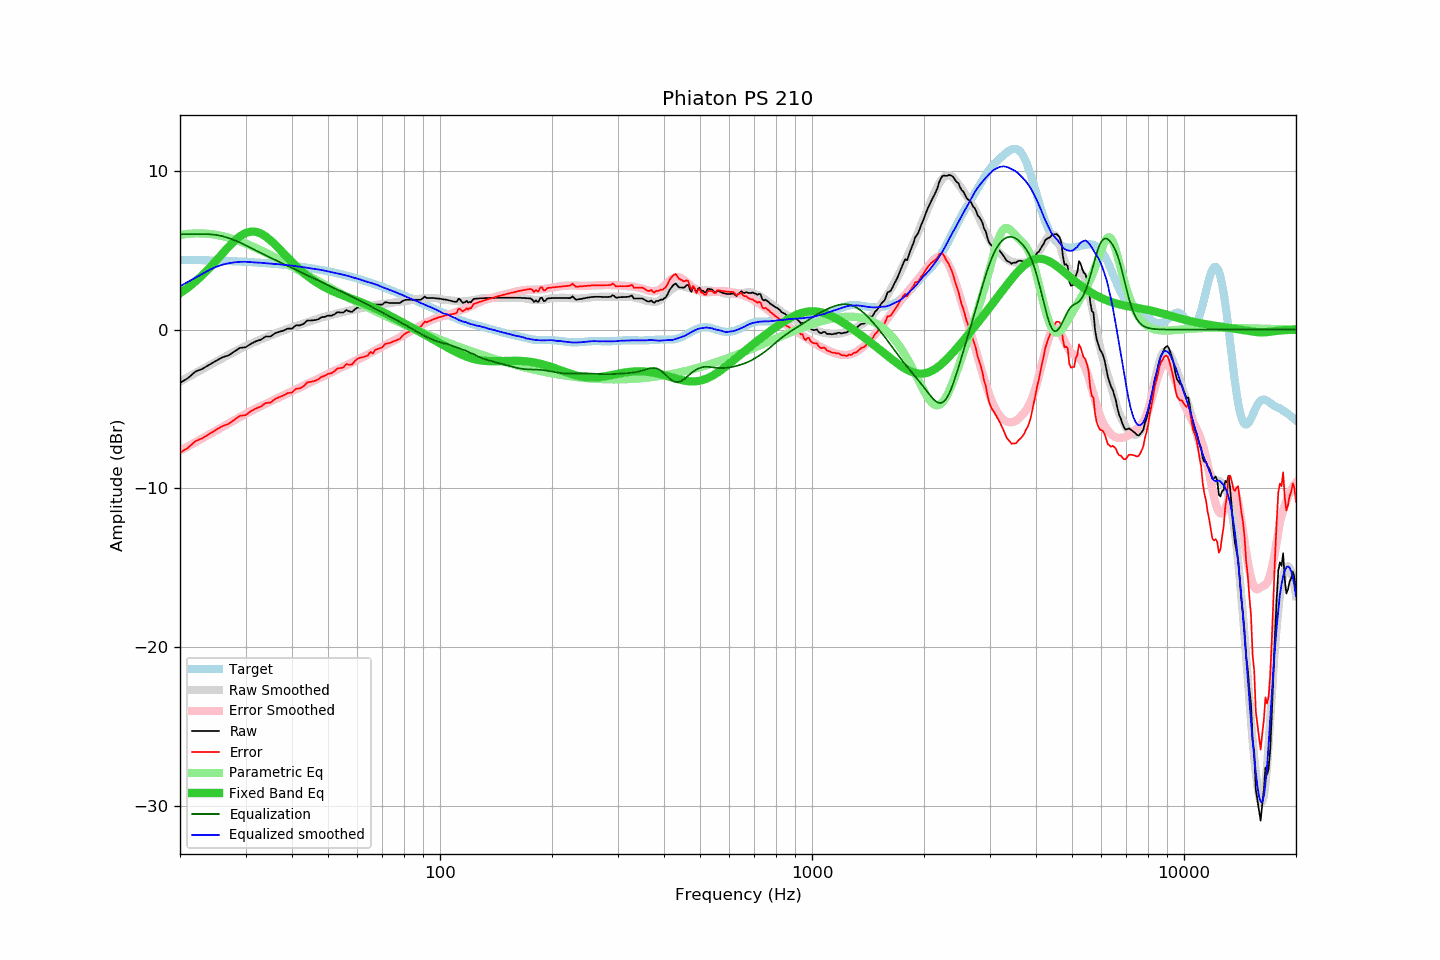 Phiaton PS 210
Amplitude (dBr)
10
0
−10
−20
−30
Target
Raw Smoothed
Error Smoothed
Raw
Error
Parametric Eq
Fixed Band Eq
Equalization
Equalized smoothed
100
1000
10000
Frequency (Hz)